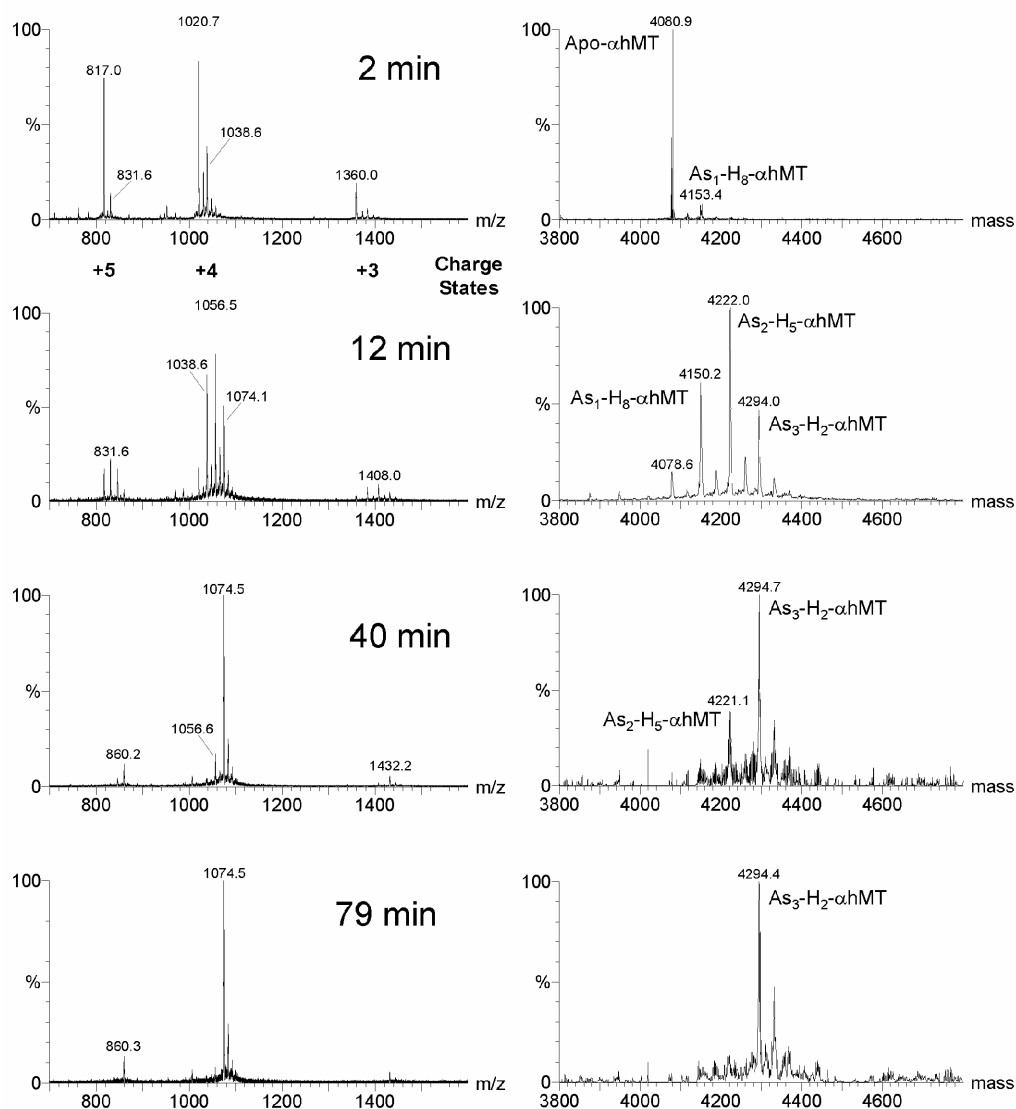 1020.7
100
817.0
2 min
%
1038.6
831.6
1360.0
0
800 1000 1200 1400 m/z
+5 +4 +3 Charge
States
4080.9
100
Apo-αhMT
%
As₁-H₈-αhMT
4153.4
0
3800 4000 4200 4400 4600 mass
1056.5
100
12 min
1038.6
1074.1
%
831.6
1408.0
0
800 1000 1200 1400 m/z
4222.0
100
As₂-H₅-αhMT
4150.2
As₁-H₈-αhMT
4294.0
%
As₃-H₂-αhMT
4078.6
0
3800 4000 4200 4400 4600 mass
1074.5
100
40 min
%
1056.6
860.2
1432.2
0
800 1000 1200 1400 m/z
4294.7
100
As₃-H₂-αhMT
%
4221.1
As₂-H₅-αhMT
0
3800 4000 4200 4400 4600 mass
1074.5
100
79 min
%
860.3
0
800 1000 1200 1400 m/z
4294.4
100
As₃-H₂-αhMT
%
0
3800 4000 4200 4400 4600 mass